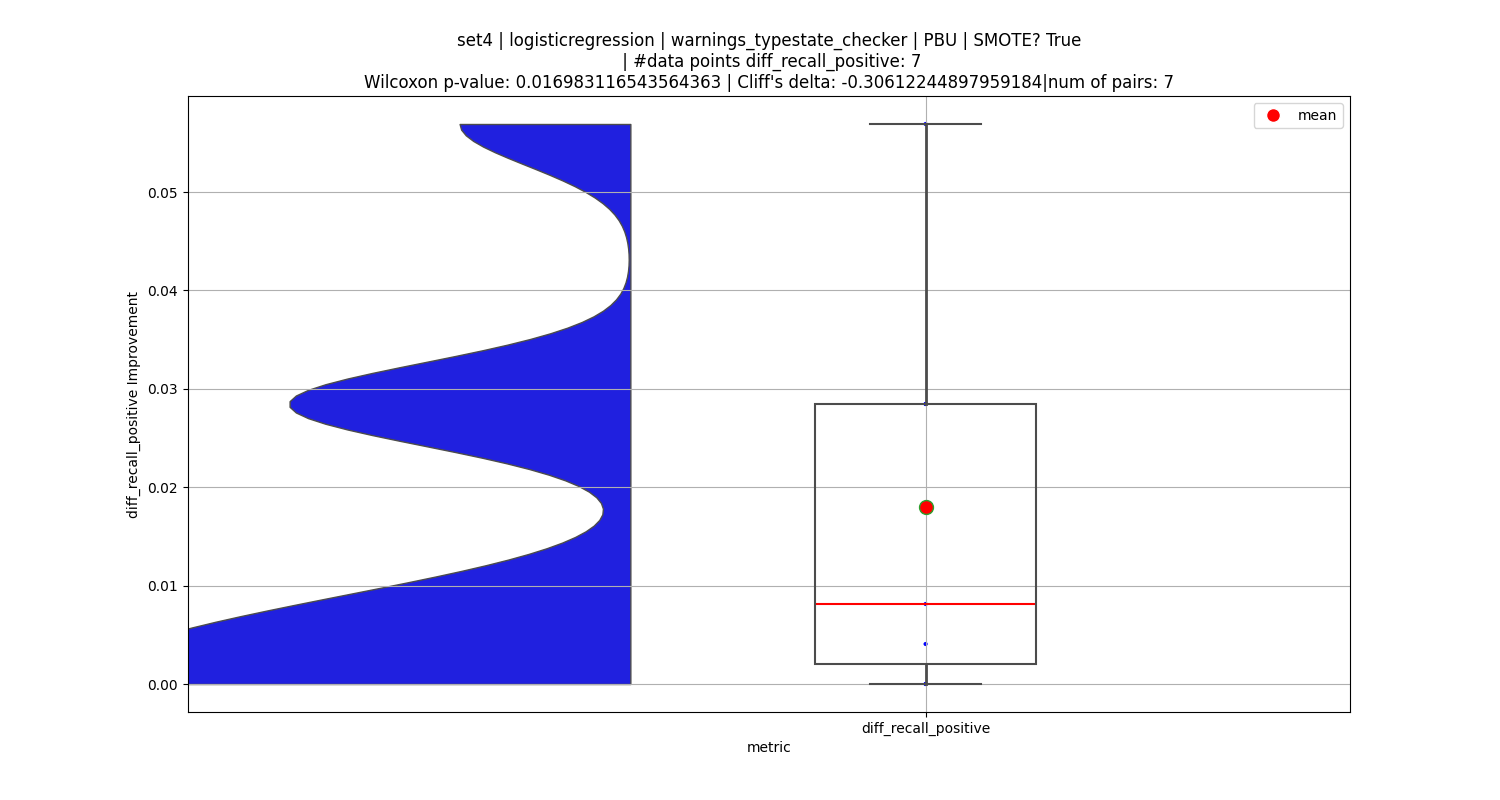 set4 | logisticregression | warnings_typestate_checker | PBU | SMOTE? True
| #data points diff_recall_positive: 7
Wilcoxon p-value: 0.016983116543564363 | Cliff's delta: -0.30612244897959184|num of pairs: 7
mean
diff_recall_positive Improvement
0.05
0.04
0.03
0.02
0.01
0.00
diff_recall_positive
metric